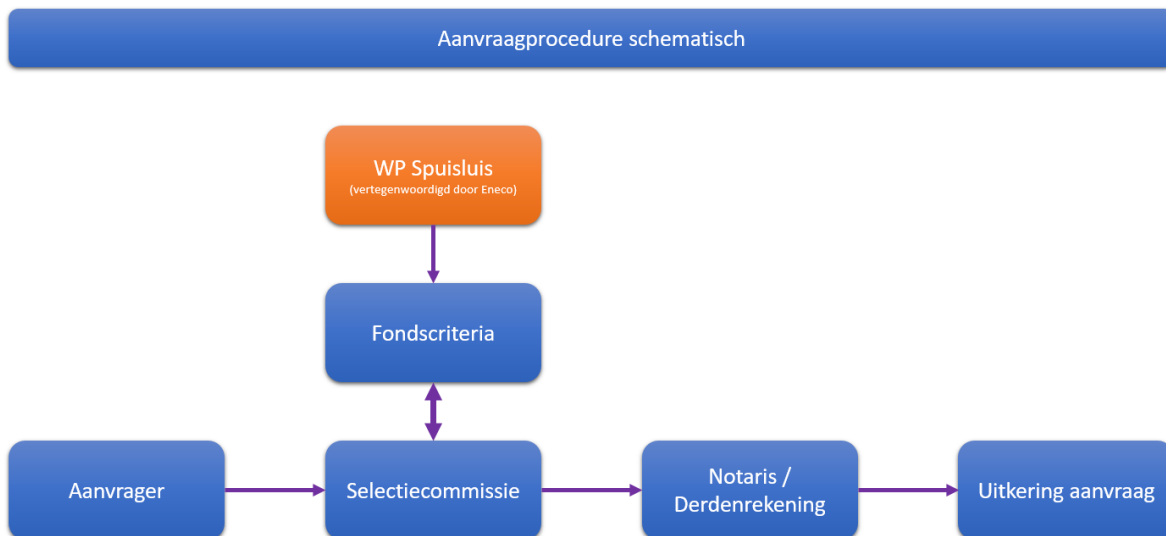 Aanvraagprocedure schematisch
WP Spuisluis
(vertegenwoordigd door Eneco)
Fondscriteria
Aanvrager
Selectiecommissie
Notaris /
Derdenrekening
Uitkering aanvraag